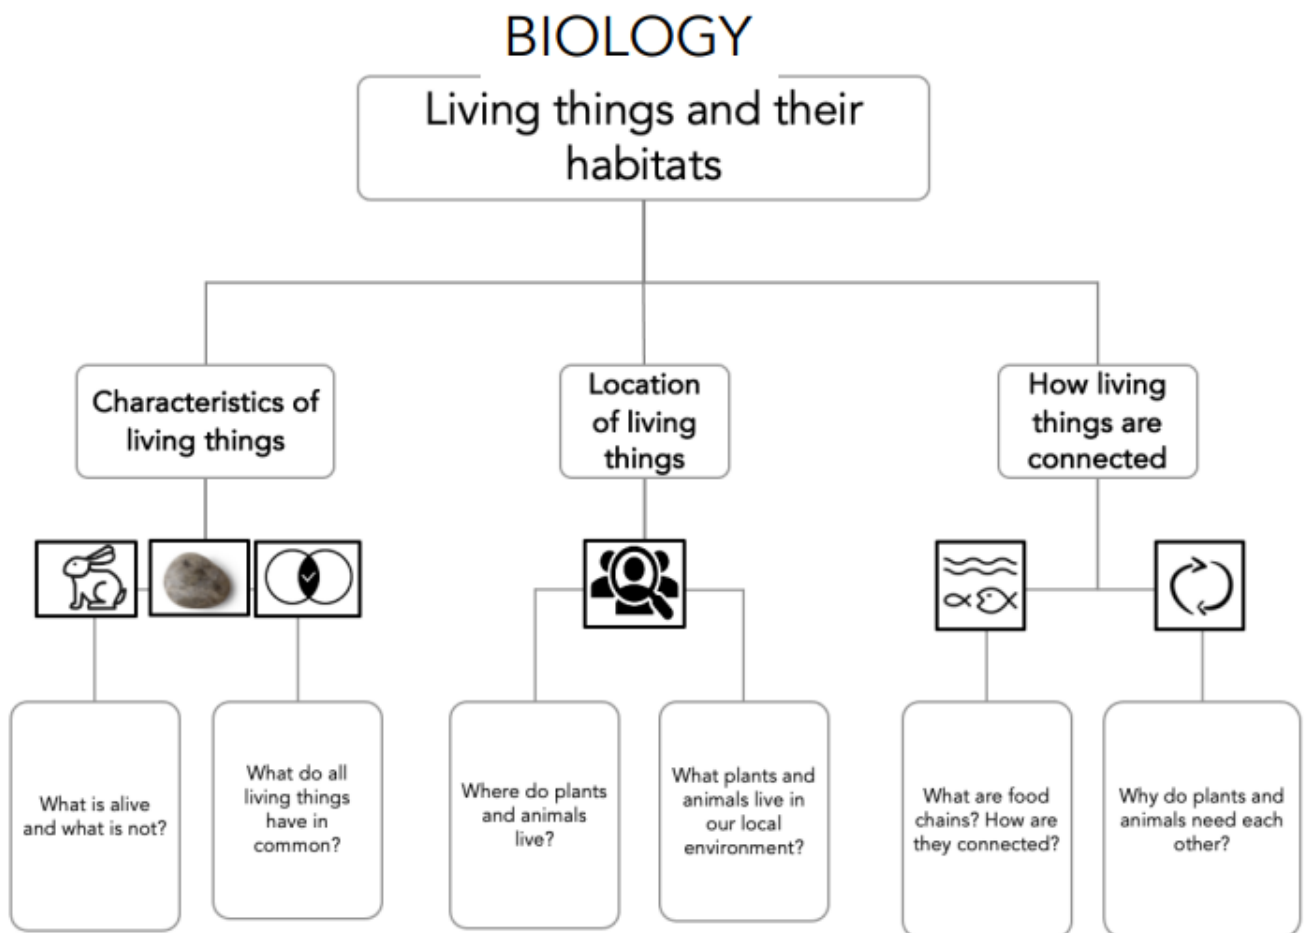 BIOLOGY
Living things and their
habitats
Characteristics of
living things
Location
of living
things
How living
things are
connected
What is alive
and what is not?
What do all
living things
have in
common?
Where do plants
and animals
live?
What plants and
animals live in
our local
environment?
What are food
chains? How are
they connected?
Why do plants and
animals need each
other?